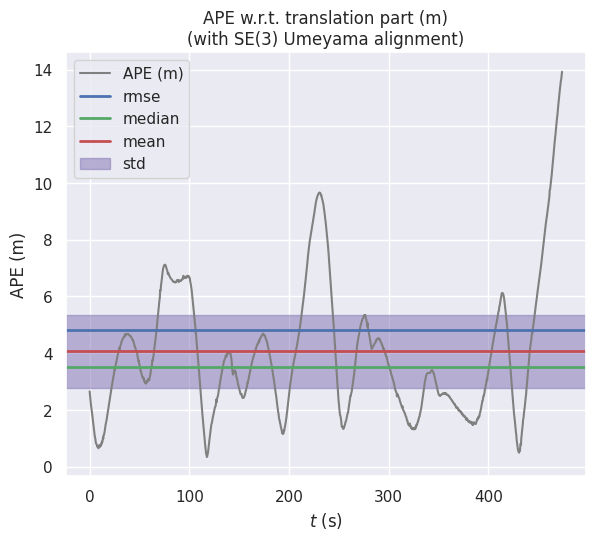 APE w.r.t. translation part (m)
(with SE(3) Umeyama alignment)
APE (m)
rmse
median
mean
std
APE (m)
14
12
10
8
6
4
2
0
0 100 200 300 400
t (s)